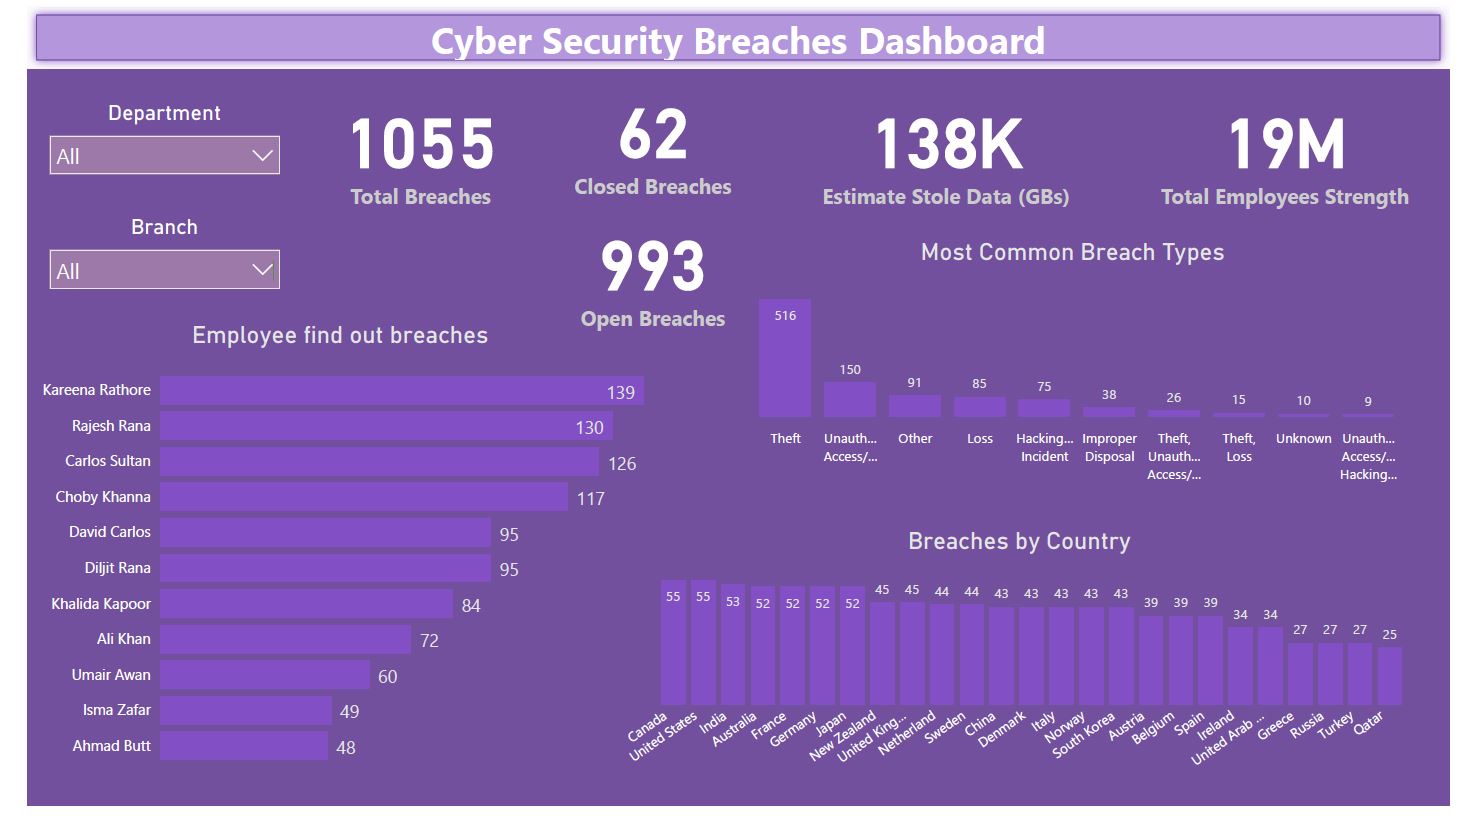 Cyber Security Breaches Dashboard
Department
All
Branch
All
1055
Total Breaches
62
Closed Breaches
993
Open Breaches
138K
Estimate Stole Data (GBs)
19M
Total Employees Strength
Employee find out breaches
Kareena Rathore 139
Rajesh Rana 130
Carlos Sultan 126
Choby Khanna 117
David Carlos 95
Diljit Rana 95
Khalida Kapoor 84
Ali Khan 72
Umair Awan 60
Isma Zafar 49
Ahmad Butt 48
Most Common Breach Types
516 150 91 85 75 38 26 15 10 9
Theft Unauth... Other Loss Hacking... Improper Theft, Theft, Unknown Unauth...
Access/... Incident Disposal Unauth... Loss Access/...
Access/... Hacking...
Breaches by Country
55 55 53 52 52 52 52 45 45 44 44 43 43 43 43 43 39 39 39 34 34 27 27 27 25
Canada
United States
India
Australia
France
Germany
Japan
New Zealand
United King...
Netherland
Sweden
China
Denmark
Italy
Norway
South Korea
Austria
Belgium
Spain
Ireland
United Arab ...
Greece
Russia
Turkey
Qatar